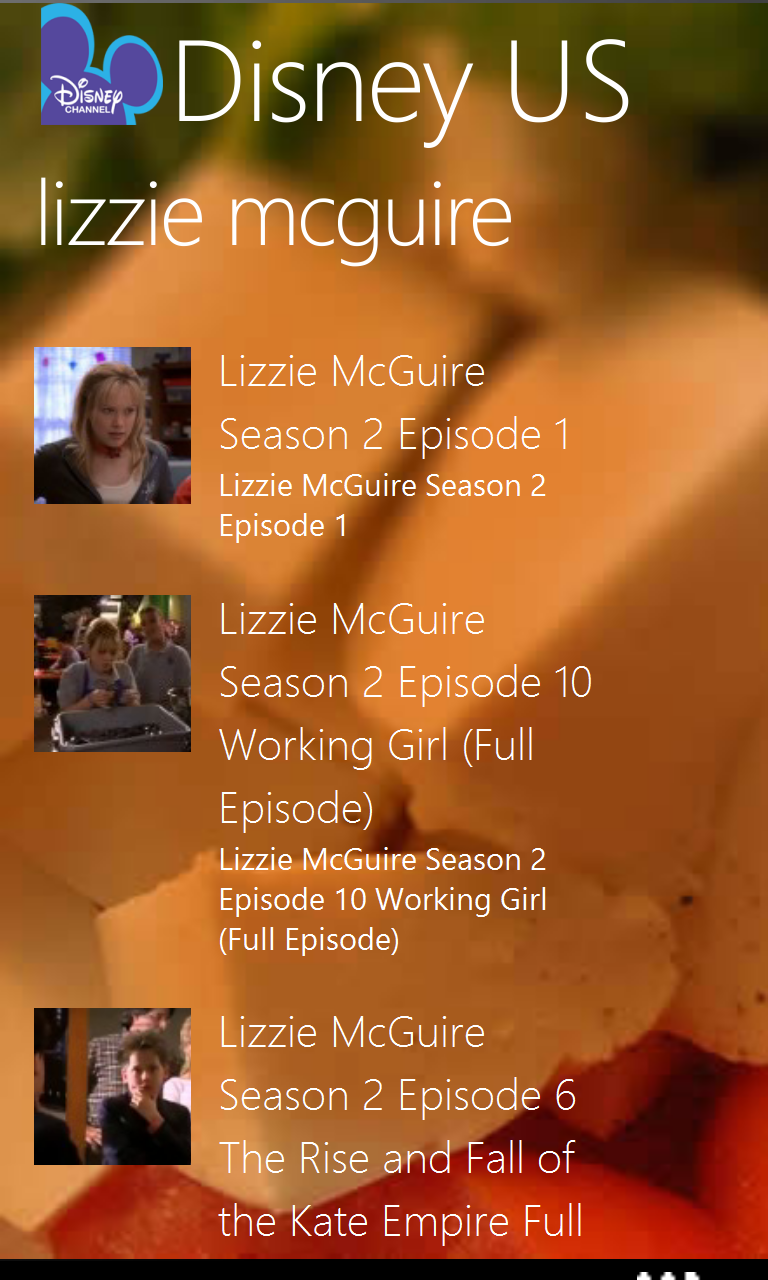 Disney
CHANNEL
Disney US
lizzie mcguire
Lizzie McGuire
Season 2 Episode 1
Lizzie McGuire Season 2
Episode 1
Lizzie McGuire
Season 2 Episode 10
Working Girl (Full
Episode)
Lizzie McGuire Season 2
Episode 10 Working Girl
(Full Episode)
Lizzie McGuire
Season 2 Episode 6
The Rise and Fall of
the Kate Empire Full